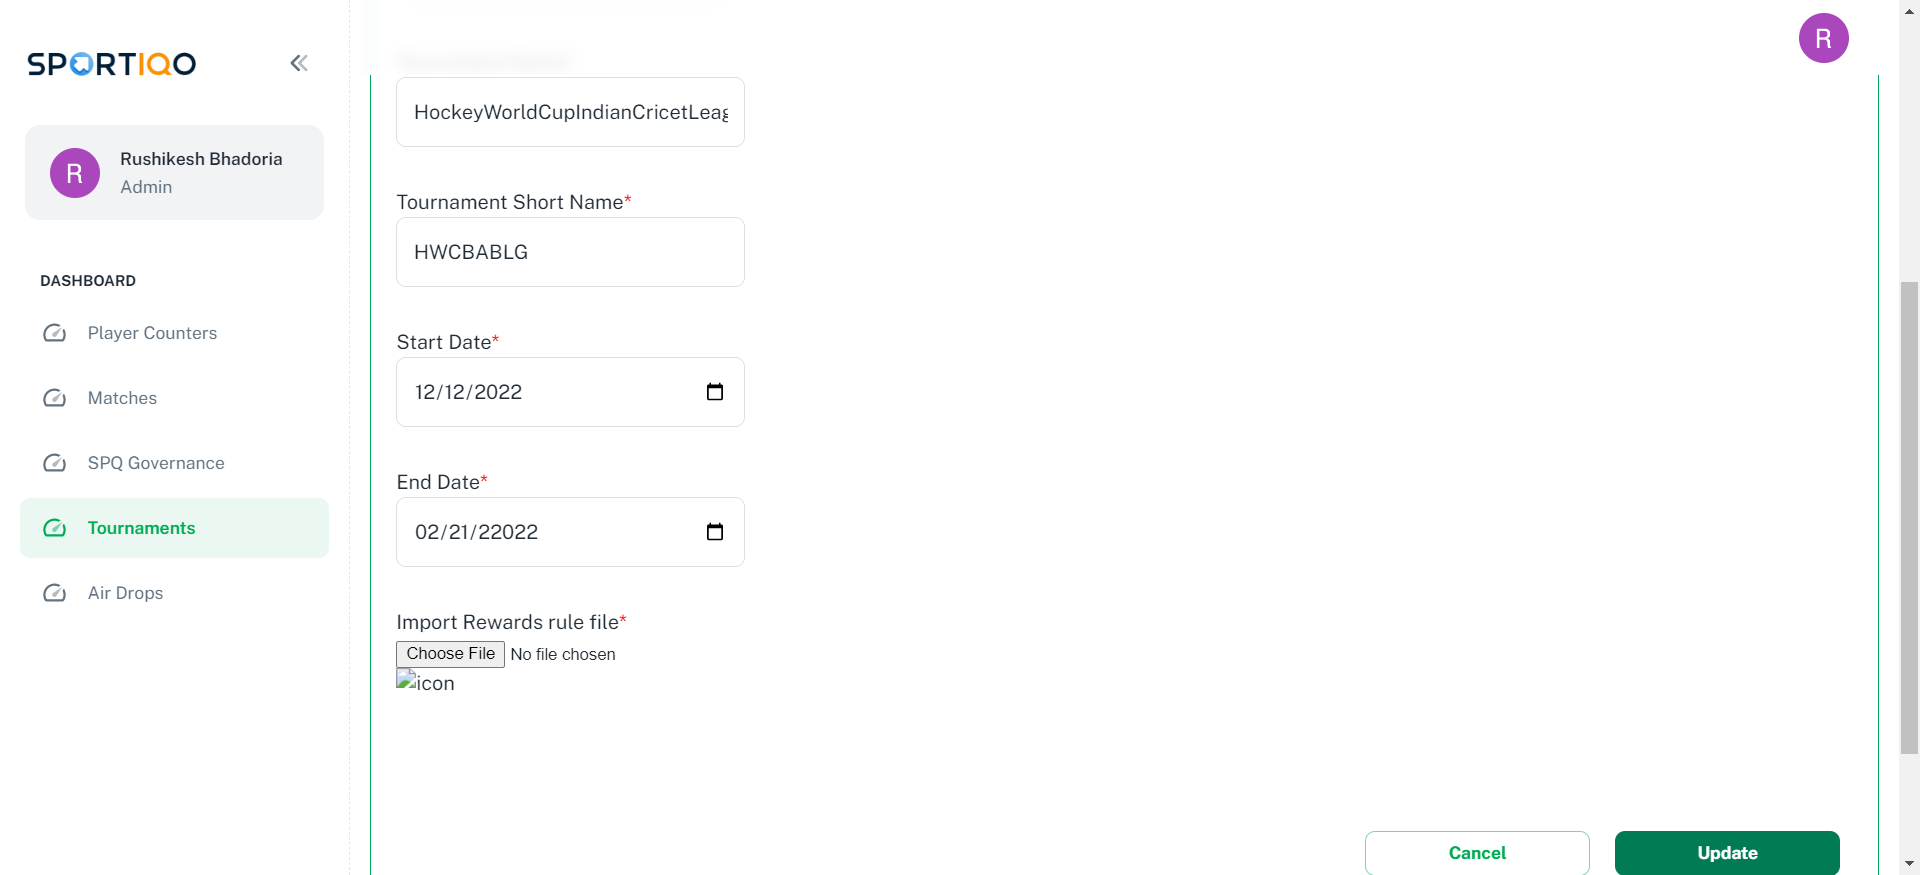 SPORTIQO
R
HockeyWorldCupIndianCricetLeag
Rushikesh Bhadoria
R
Admin
Tournament Short Name*
HWCBABLG
DASHBOARD
Player Counters
Start Date*
12/12/2022
Matches
SPQ Governance
End Date*
02/21/22022
Tournaments
Air Drops
Import Rewards rule file*
Choose File No file chosen
icon
Cancel
Update